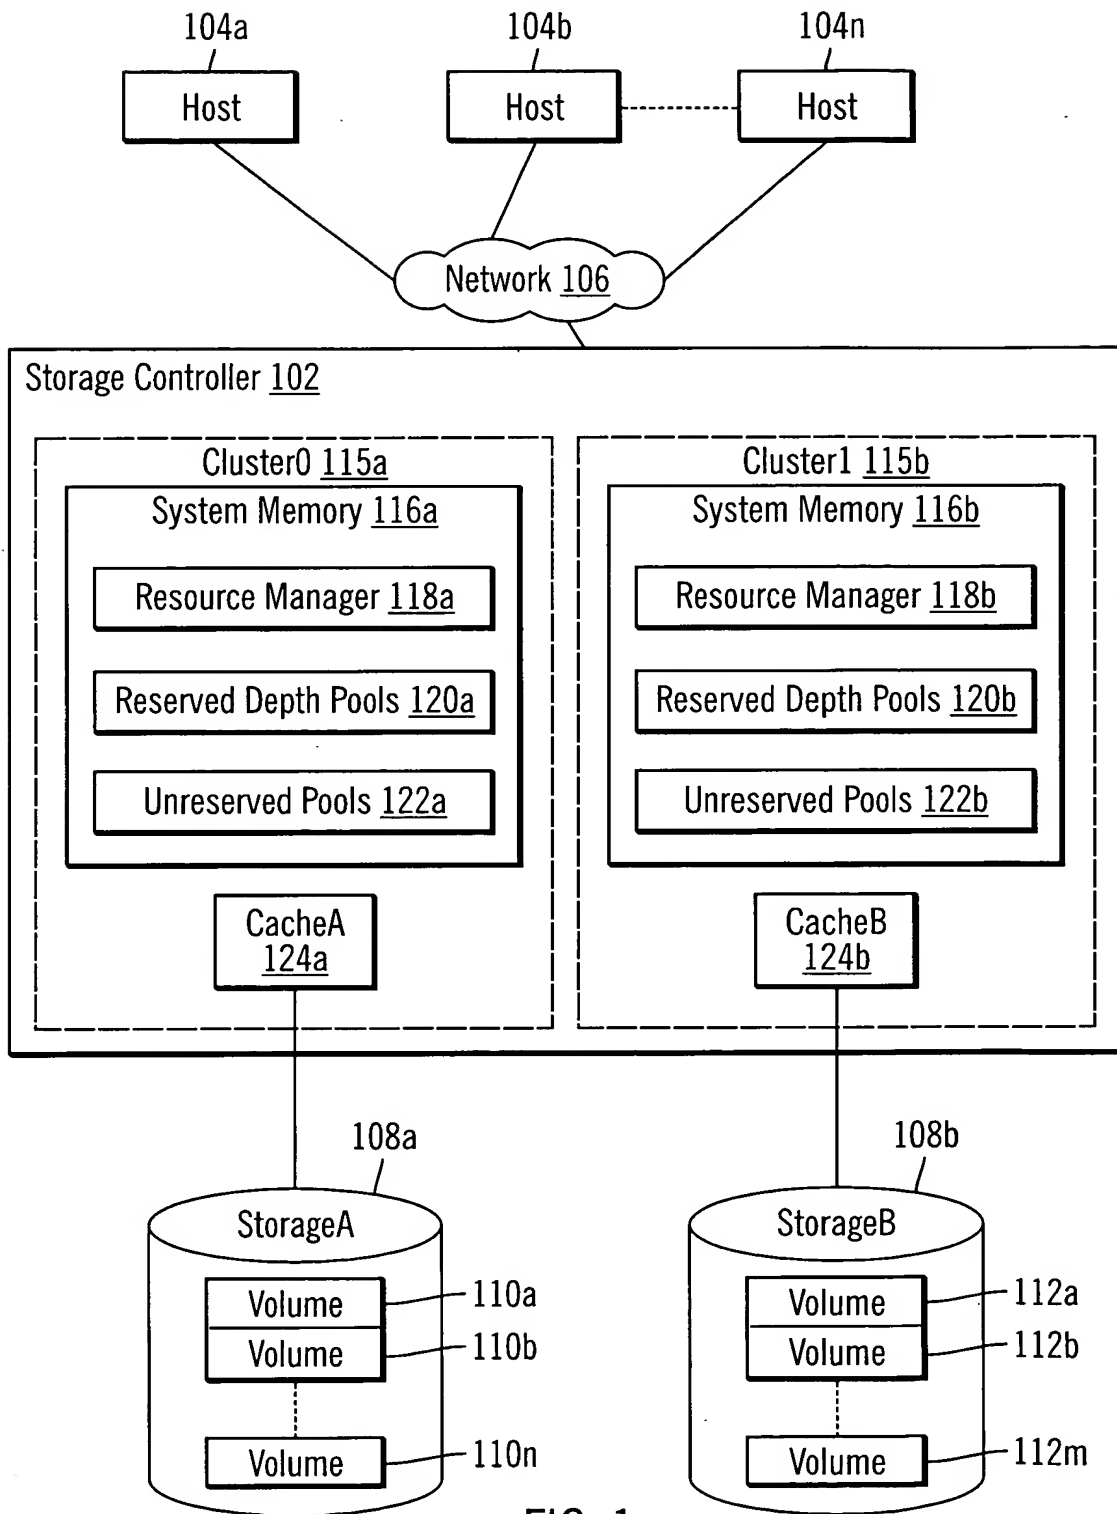 104a
104b
104n
Host
Host
Host
Network 106
Storage Controller 102
Cluster0 115a
System Memory 116a
Resource Manager 118a
Reserved Depth Pools 120a
Unreserved Pools 122a
CacheA
124a
Cluster1 115b
System Memory 116b
Resource Manager 118b
Reserved Depth Pools 120b
Unreserved Pools 122b
CacheB
124b
108a
StorageA
Volume 110a
Volume 110b
Volume 110n
108b
StorageB
Volume 112a
Volume 112b
Volume 112m
FIG. 1